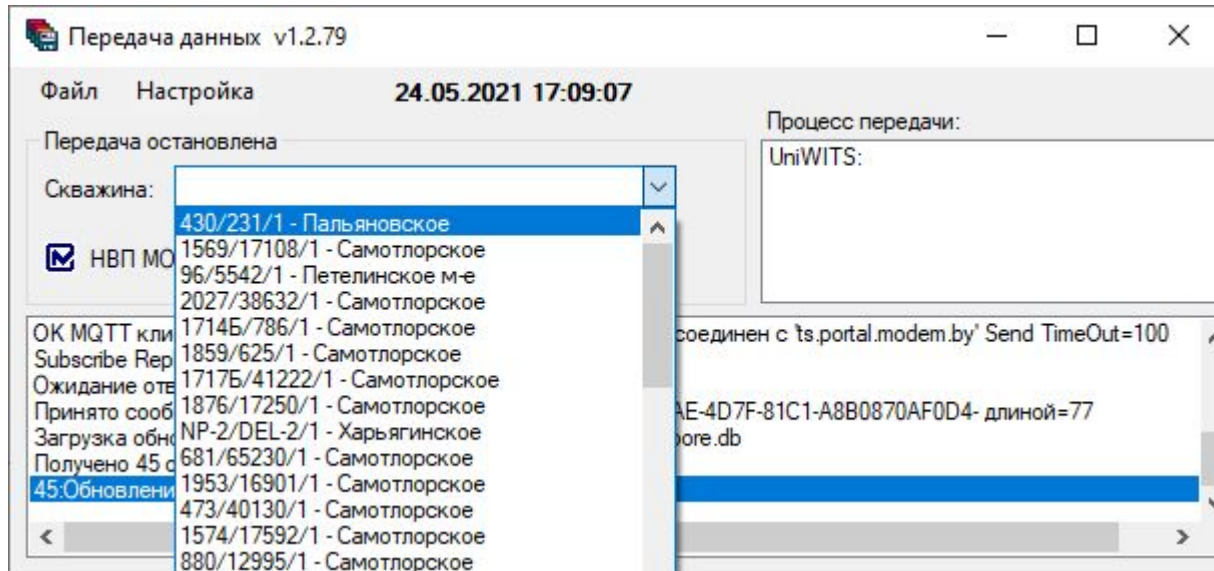 Передача данных v1.2.79
Файл Настройка 24.05.2021 17:09:07
Передача остановлена
Скважина:
НВП МО
430/231/1 - Пальяновское
1569/17108/1 - Самотлорское
96/5542/1 - Петелинское м-е
2027/38632/1 - Самотлорское
1714Б/786/1 - Самотлорское
1859/625/1 - Самотлорское
1717Б/41222/1 - Самотлорское
1876/17250/1 - Самотлорское
NP-2/DEL-2/1 - Харьягинское
681/65230/1 - Самотлорское
1953/16901/1 - Самотлорское
473/40130/1 - Самотлорское
1574/17592/1 - Самотлорское
880/12995/1 - Самотлорское
Процесс передачи:
UniWITS:
OK MQTT кли соединен с 'ts.portal.modem.by' Send TimeOut=100
Subscribe Rep
Ожидание отв
Принято сооб AE-4D7F-81C1-A8B0870AF0D4- длиной=77
Загрузка обно pore.db
Получено 45 с
45:Обновлени